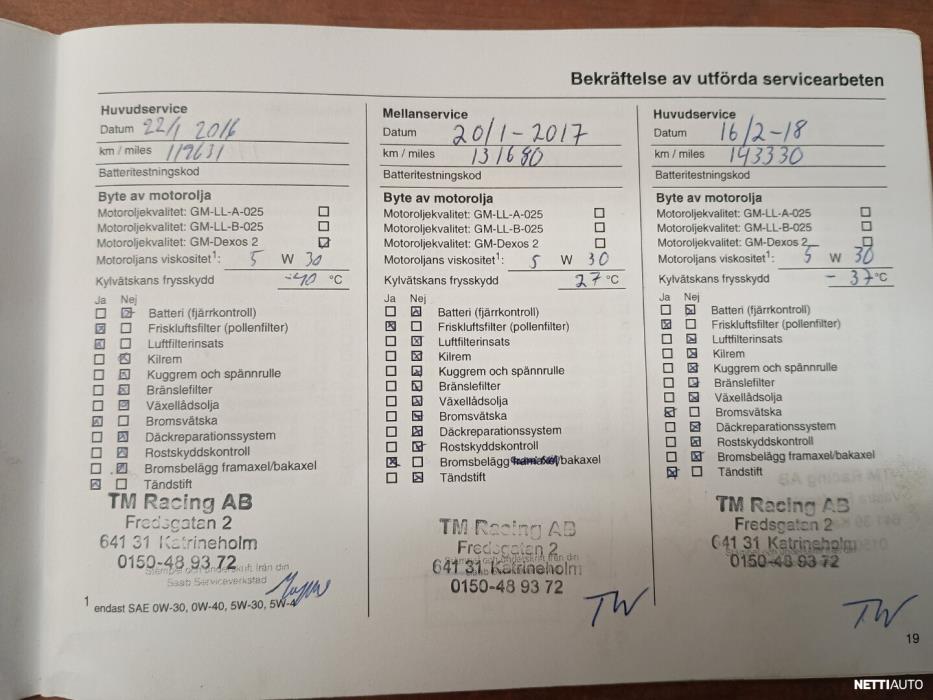 Bekräftelse av utförda servicearbeten
Huvudservice
Datum 22/1 2016
km / miles 119631
Batteritestningskod
Byte av motorolja
Motoroljekvalitet: GM-LL-A-025
Motoroljekvalitet: GM-LL-B-025
Motoroljekvalitet: GM-Dexos 2
Motoroljans viskositet1: 5 W 30
Kylvätskans frysskydd -40 °C
Ja Nej
Batteri (fjärrkontroll)
Friskluftsfilter (pollenfilter)
Luftfilterinsats
Kilrem
Kuggrem och spännrulle
Bränslefilter
Växellådsolja
Bromsvätska
Däckreparationssystem
Rostskyddskontroll
Bromsbelägg framaxel/bakaxel
Tändstift
TM Racing AB
Fredsgatan 2
641 31 Katrineholm
0150-48 93 72
Stempel och underskrift från din
Saab Serviceverkstad
1 endast SAE 0W-30, 0W-40, 5W-30, 5W-4
Mellanservice
Datum 20/1-2017
km / miles 131680
Batteritestningskod
Byte av motorolja
Motoroljekvalitet: GM-LL-A-025
Motoroljekvalitet: GM-LL-B-025
Motoroljekvalitet: GM-Dexos 2
Motoroljans viskositet1: 5 W 30
Kylvätskans frysskydd 27 °C
Ja Nej
Batteri (fjärrkontroll)
Friskluftsfilter (pollenfilter)
Luftfilterinsats
Kilrem
Kuggrem och spännrulle
Bränslefilter
Växellådsolja
Bromsvätska
Däckreparationssystem
Rostskyddskontroll
Bromsbelägg framaxel/bakaxel
Tändstift
TM Racing AB
Fredsgatan 2
641 31 Katrineholm
0150-48 93 72
TW
Huvudservice
Datum 16/2-18
km / miles 143330
Batteritestningskod
Byte av motorolja
Motoroljekvalitet: GM-LL-A-025
Motoroljekvalitet: GM-LL-B-025
Motoroljekvalitet: GM-Dexos 2
Motoroljans viskositet1: 5 W 30
Kylvätskans frysskydd -37 °C
Ja Nej
Batteri (fjärrkontroll)
Friskluftsfilter (pollenfilter)
Luftfilterinsats
Kilrem
Kuggrem och spännrulle
Bränslefilter
Växellådsolja
Bromsvätska
Däckreparationssystem
Rostskyddskontroll
Bromsbelägg framaxel/bakaxel
Tändstift
TM Racing AB
Fredsgatan 2
641 31 Katrineholm
0150-48 93 72
TW
19
NETTIAUTO